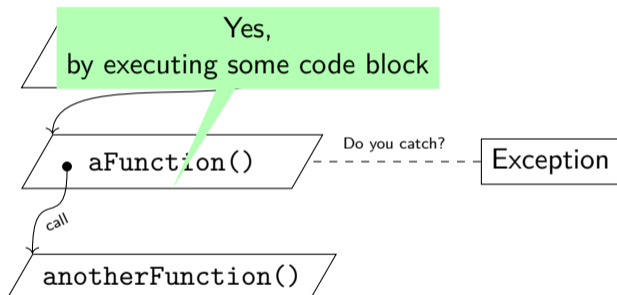 Yes,
by executing some code block
Do you catch?
aFunction()
Exception
call
anotherFunction()